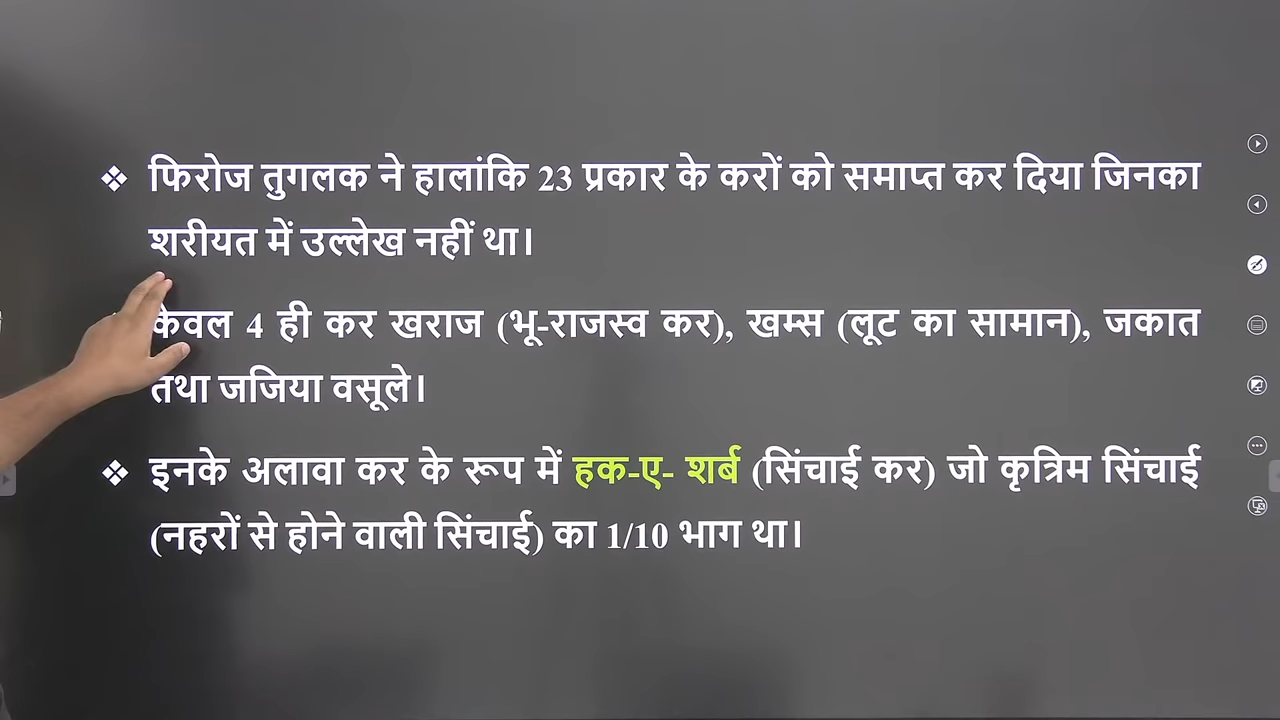 ❖ फिरोज तुगलक ने हालांकि 23 प्रकार के करों को समाप्त कर दिया जिनका
शरीयत में उल्लेख नहीं था।
केवल 4 ही कर खराज (भू-राजस्व कर), खम्स (लूट का सामान), जकात
तथा जजिया वसूले।
❖ इनके अलावा कर के रूप में हक-ए- शर्ब (सिंचाई कर) जो कृत्रिम सिंचाई
(नहरों से होने वाली सिंचाई) का 1/10 भाग था।